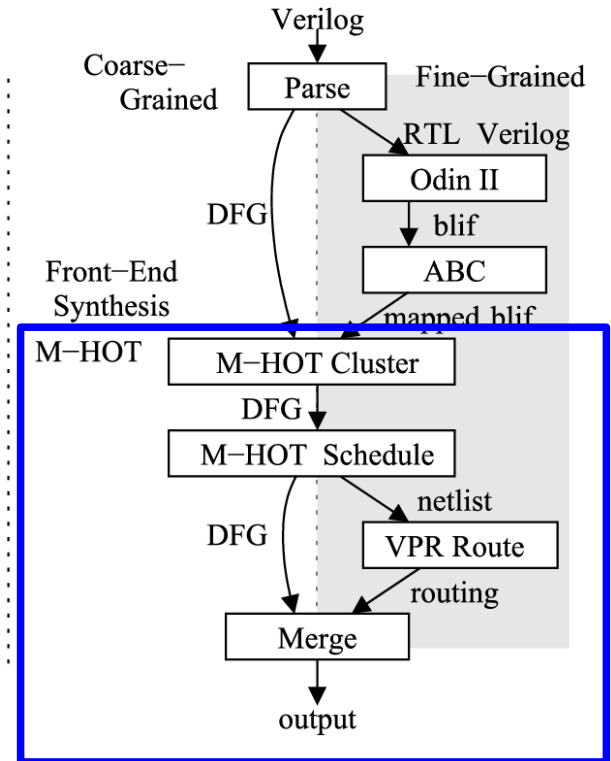 Verilog
Coarse−
Grained
Parse
Fine−Grained
RTL Verilog
Odin II
DFG
blif
ABC
Front−End
Synthesis
mapped blif
M−HOT
M−HOT Cluster
DFG
M−HOT Schedule
netlist
DFG
VPR Route
routing
Merge
output